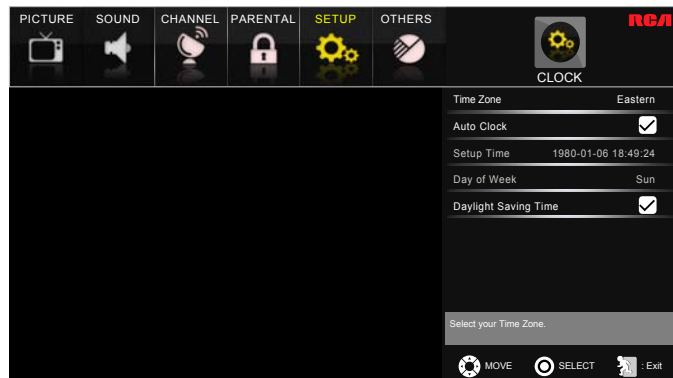 PICTURE SOUND CHANNEL PARENTAL SETUP OTHERS
RCA
CLOCK
Time Zone Eastern
Auto Clock
Setup Time 1980-01-06 18:49:24
Day of Week Sun
Daylight Saving Time
Select your Time Zone.
MOVE SELECT : Exit